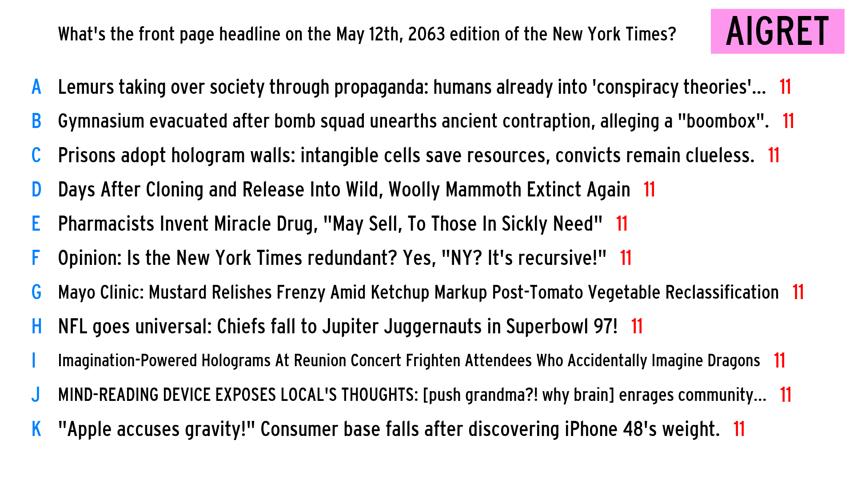 What's the front page headline on the May 12th, 2063 edition of the New York Times? AIGRET
A Lemurs taking over society through propaganda: humans already into 'conspiracy theories'... 11
B Gymnasium evacuated after bomb squad unearths ancient contraption, alleging a "boombox". 11
C Prisons adopt hologram walls: intangible cells save resources, convicts remain clueless. 11
D Days After Cloning and Release Into Wild, Woolly Mammoth Extinct Again 11
E Pharmacists Invent Miracle Drug, "May Sell, To Those In Sickly Need" 11
F Opinion: Is the New York Times redundant? Yes, "NY? It's recursive!" 11
G Mayo Clinic: Mustard Relishes Frenzy Amid Ketchup Markup Post-Tomato Vegetable Reclassification 11
H NFL goes universal: Chiefs fall to Jupiter Juggernauts in Superbowl 97! 11
I Imagination-Powered Holograms At Reunion Concert Frighten Attendees Who Accidentally Imagine Dragons 11
J MIND-READING DEVICE EXPOSES LOCAL'S THOUGHTS: [push grandma?! why brain] enrages community... 11
K "Apple accuses gravity!" Consumer base falls after discovering iPhone 48's weight. 11